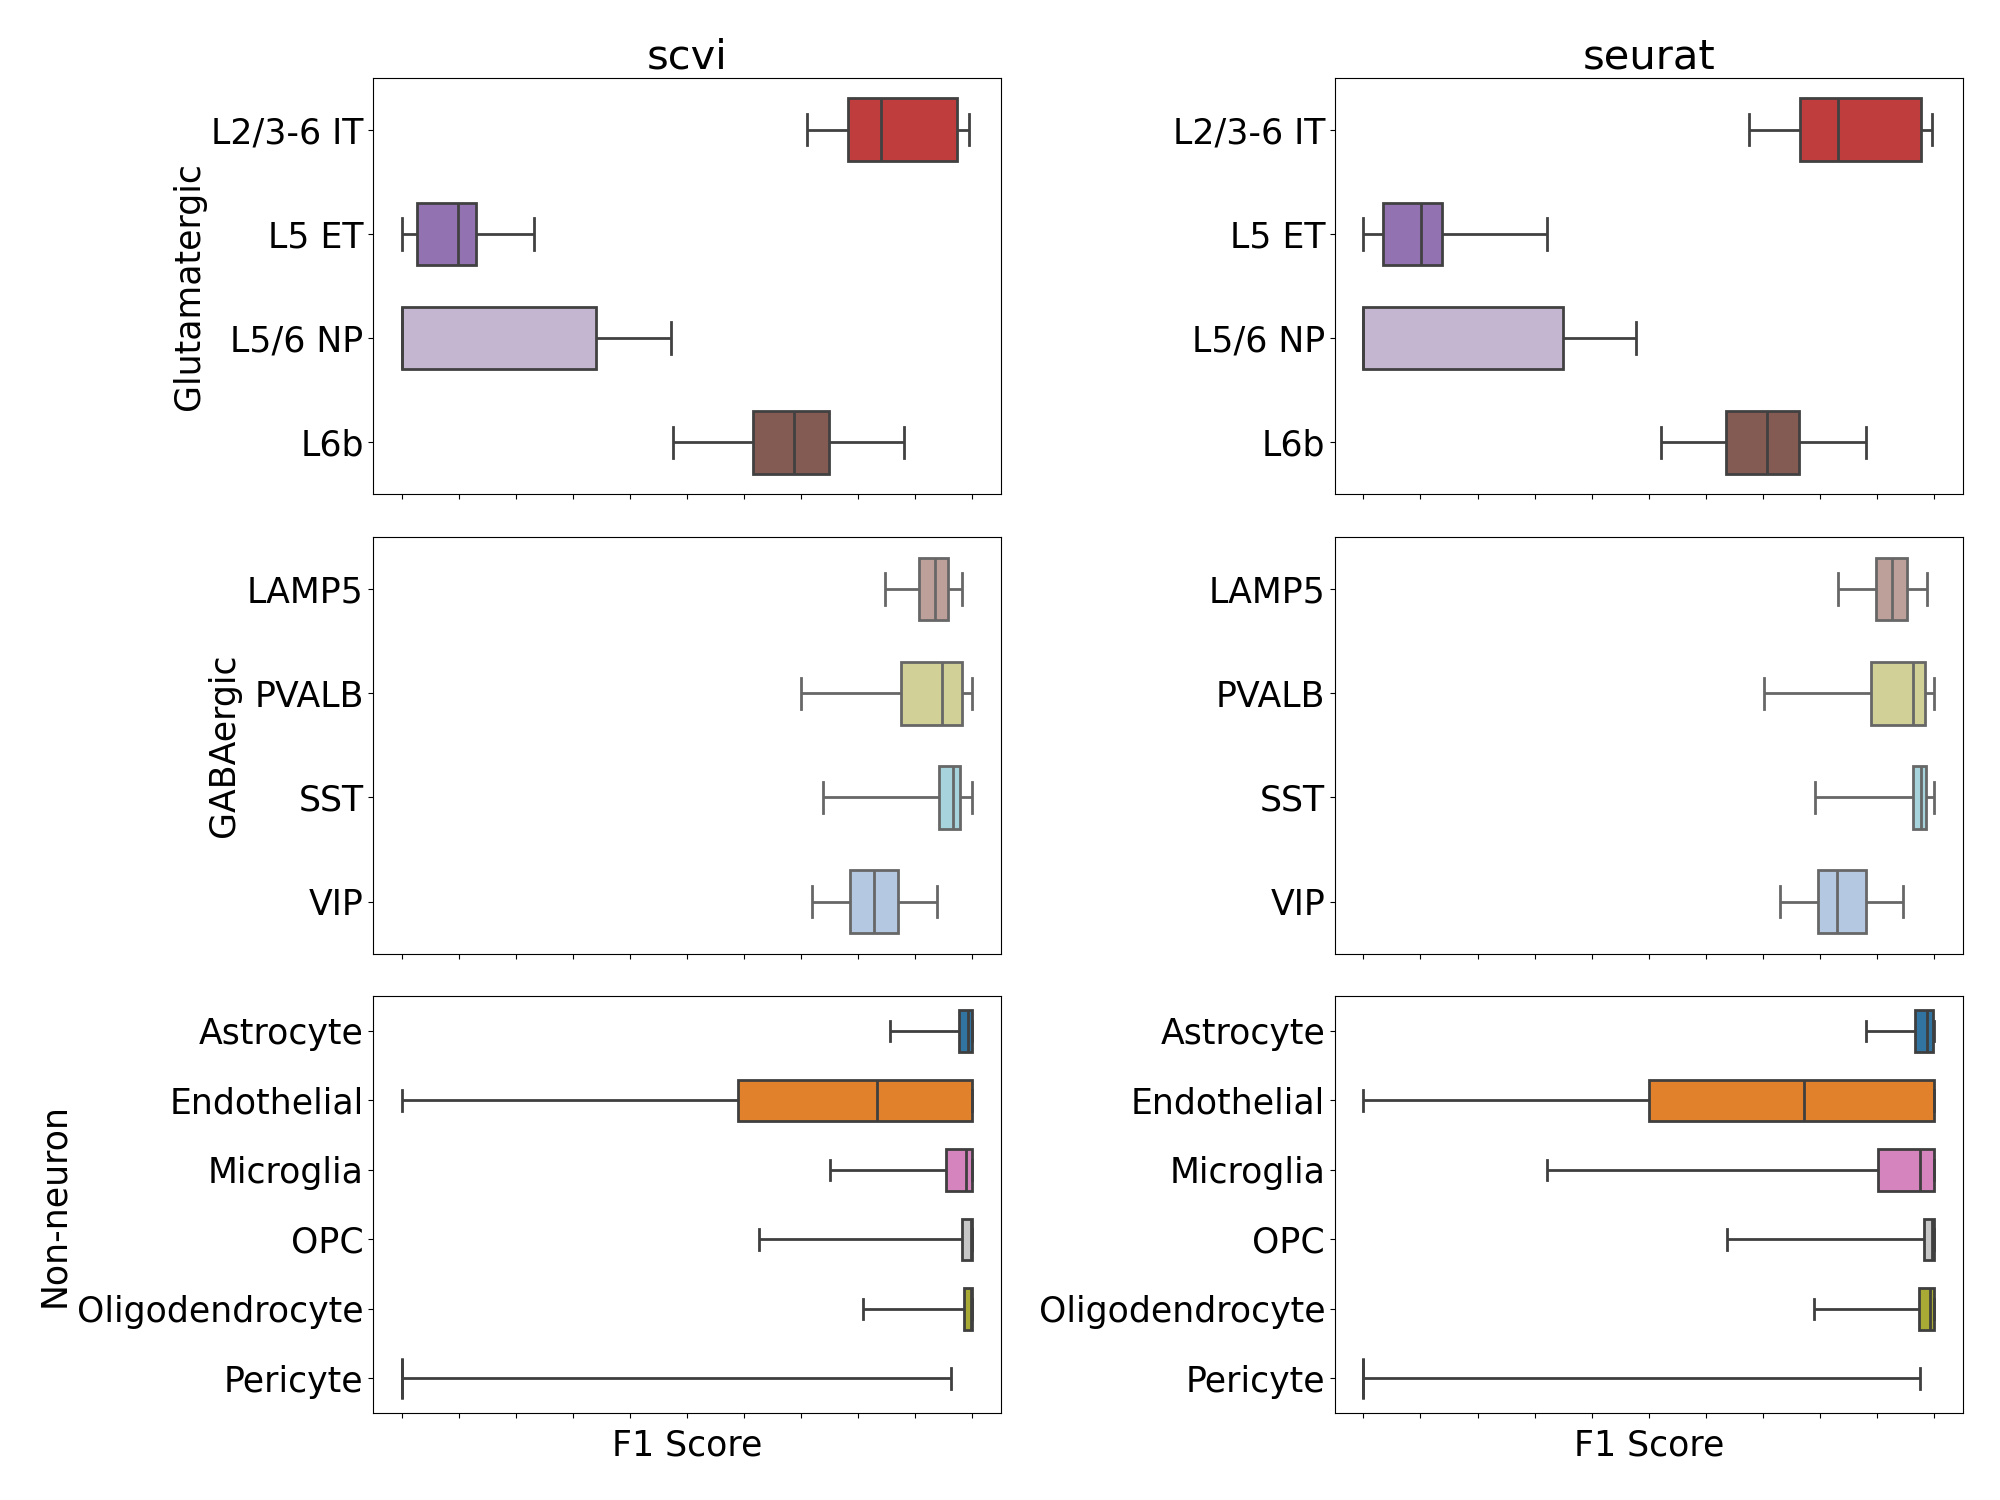 scvi
seurat
Glutamatergic
L2/3-6 IT
L5 ET
L5/6 NP
L6b
L2/3-6 IT
L5 ET
L5/6 NP
L6b
GABAergic
LAMP5
PVALB
SST
VIP
LAMP5
PVALB
SST
VIP
Non-neuron
Astrocyte
Endothelial
Microglia
OPC
Oligodendrocyte
Pericyte
F1 Score
Astrocyte
Endothelial
Microglia
OPC
Oligodendrocyte
Pericyte
F1 Score